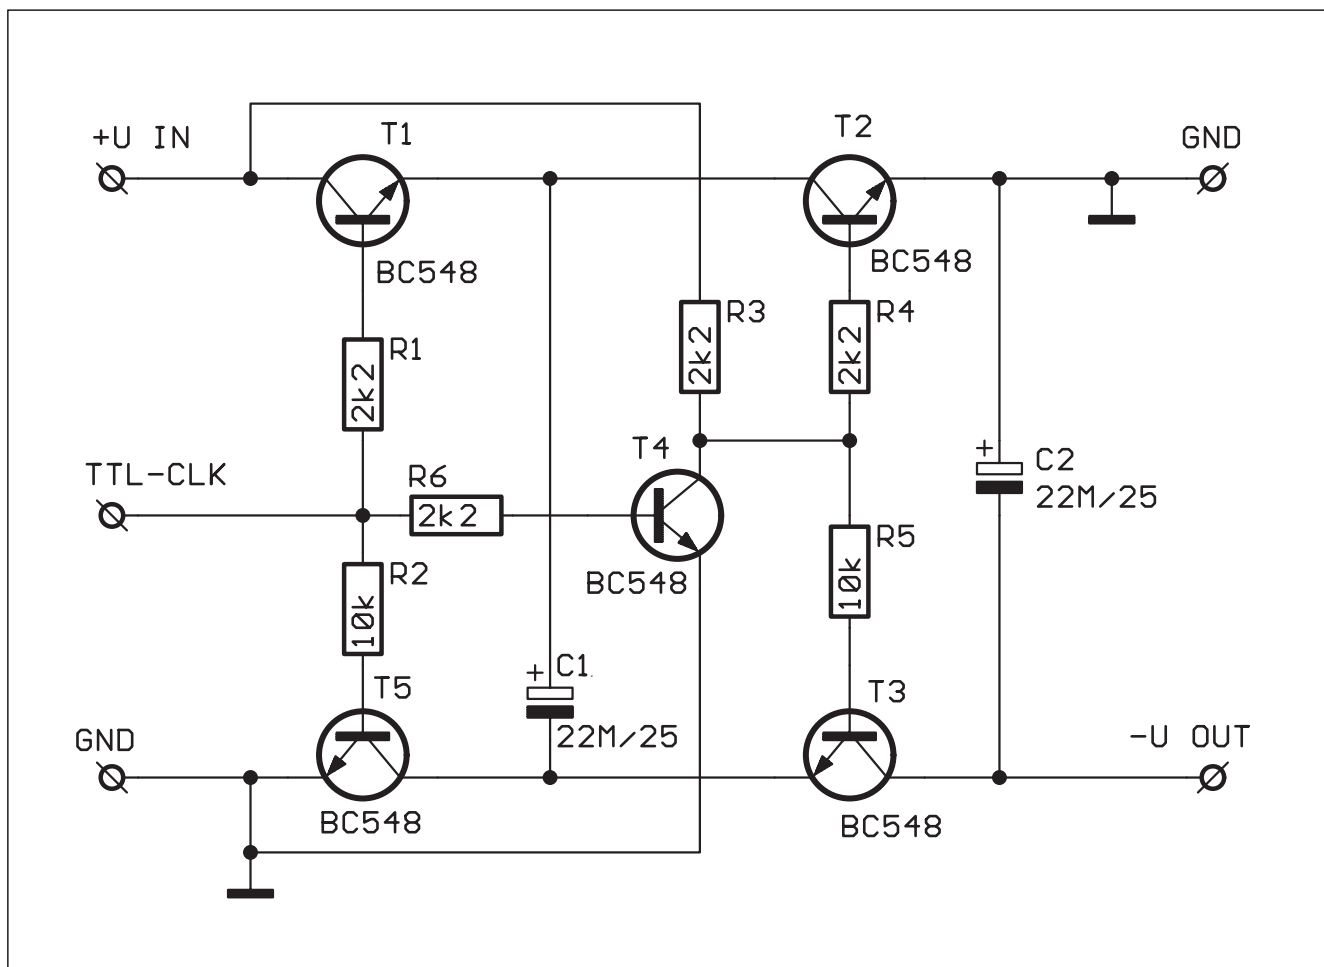 +U IN
T1
T2
GND
BC548
BC548
R3
R4
R1
2k2
2k2
2k2
T4
TTL-CLK
R6
2k2
+ C2
22M/25
R5
BC548
R2
10k
10k
+ C1
T5
T3
GND
22M/25
-U OUT
BC548
BC548